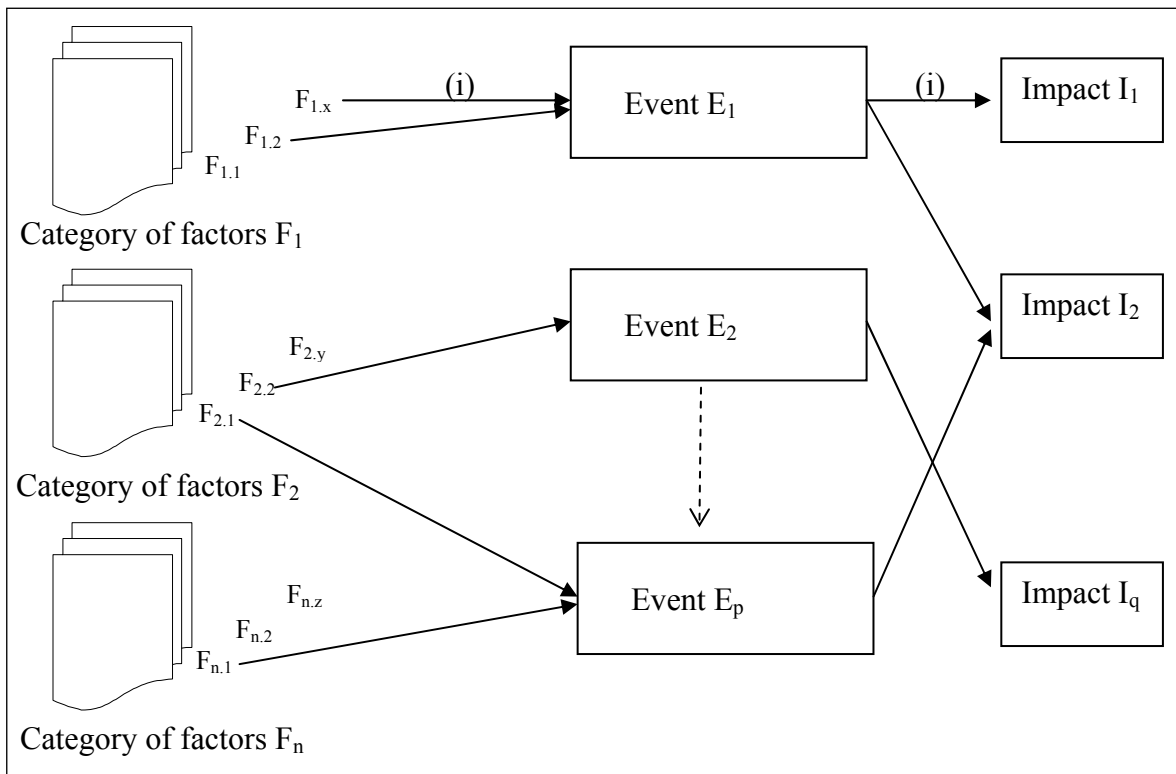 F₁.ₓ
(i)
Event E₁
(i)
Impact I₁
F₁.₂
F₁.₁
Category of factors F₁
F₂.y
F₂.₂
F₂.₁
Event E₂
Impact I₂
Category of factors F₂
Fn.z
Fn.₂
Fn.₁
Event Eₚ
Impact Iq
Category of factors Fₙ